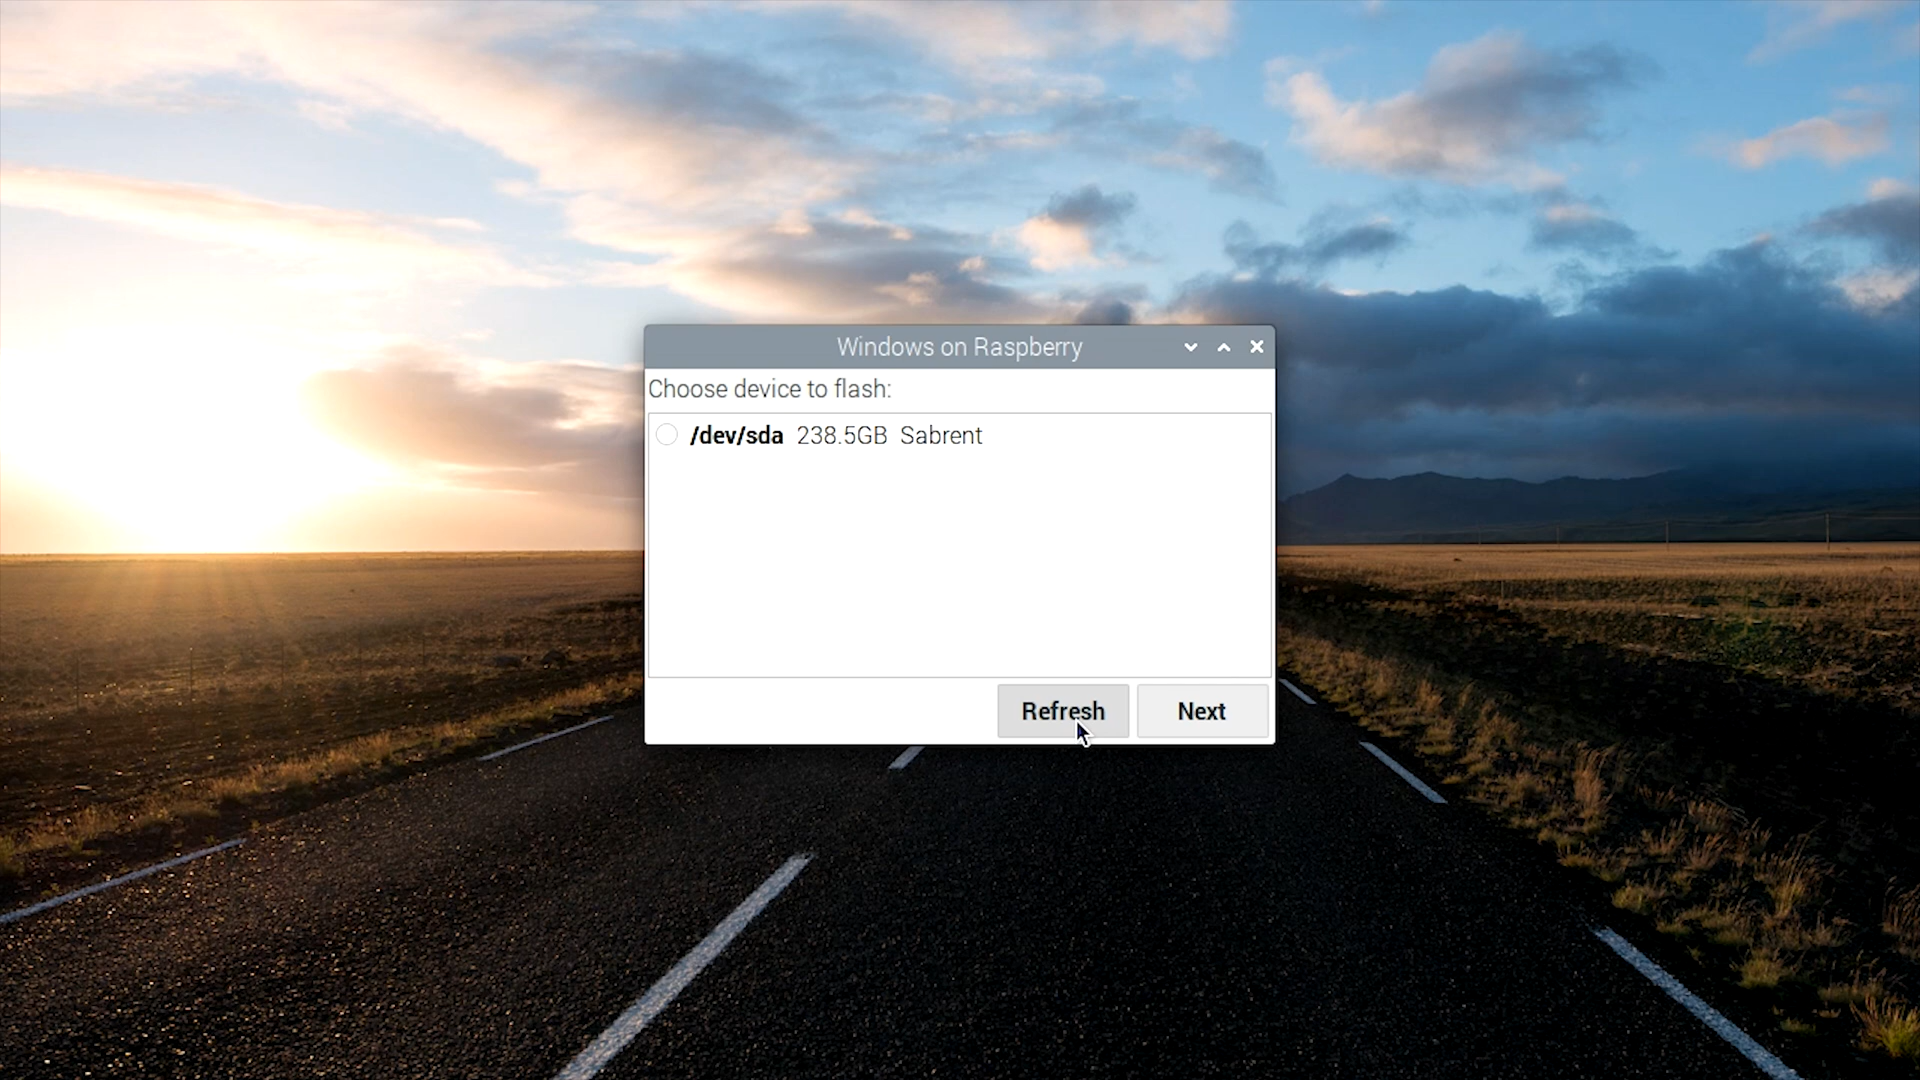 Windows on Raspberry
Choose device to flash:
/dev/sda 238.5GB Sabrent
Refresh Next